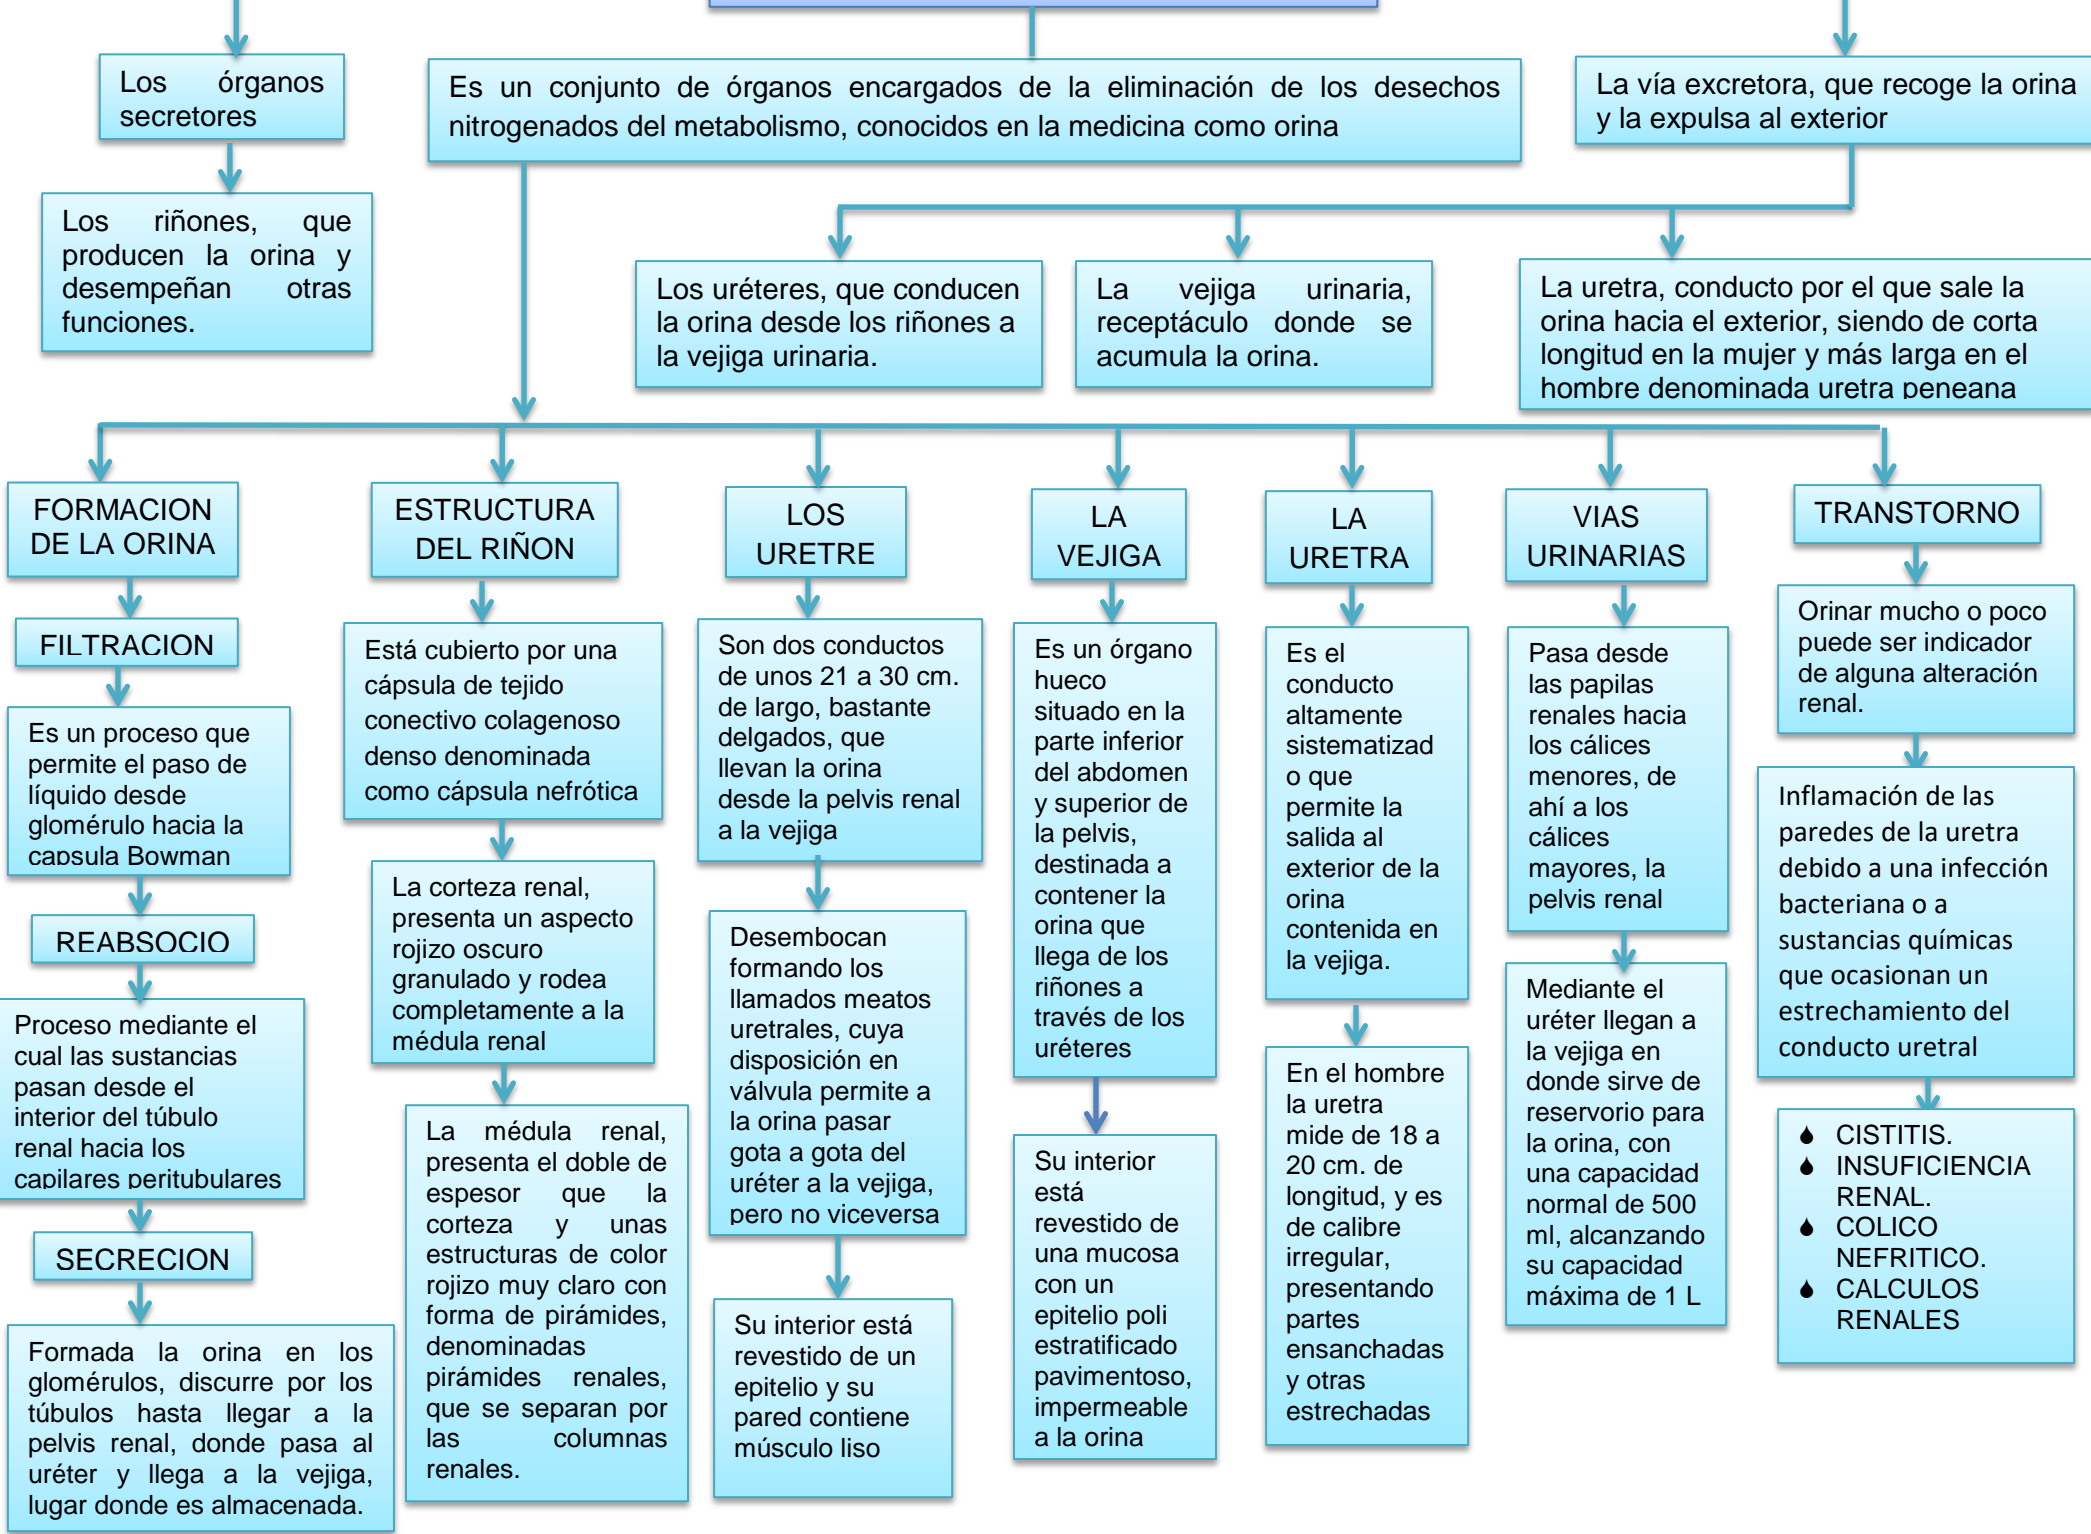 Los órganos
secretores
Es un conjunto de órganos encargados de la eliminación de los desechos
nitrogenados del metabolismo, conocidos en la medicina como orina
La vía excretora, que recoge la orina
y la expulsa al exterior
Los riñones, que
producen la orina y
desempeñan otras
funciones.
Los uréteres, que conducen
la orina desde los riñones a
la vejiga urinaria.
La vejiga urinaria,
receptáculo donde se
acumula la orina.
La uretra, conducto por el que sale la
orina hacia el exterior, siendo de corta
longitud en la mujer y más larga en el
hombre denominada uretra peneana
FORMACION
DE LA ORINA
FILTRACION
Es un proceso que
permite el paso de
líquido desde
glomérulo hacia la
capsula Bowman
REABSOCIO
Proceso mediante el
cual las sustancias
pasan desde el
interior del túbulo
renal hacia los
capilares peritubulares
SECRECION
Formada la orina en los
glomérulos, discurre por los
túbulos hasta llegar a la
pelvis renal, donde pasa al
uréter y llega a la vejiga,
lugar donde es almacenada.
ESTRUCTURA
DEL RIÑON
Está cubierto por una
cápsula de tejido
conectivo colagenoso
denso denominada
como cápsula nefrótica
La corteza renal,
presenta un aspecto
rojizo oscuro
granulado y rodea
completamente a la
médula renal
La médula renal,
presenta el doble de
espesor que la
corteza y unas
estructuras de color
rojizo muy claro con
forma de pirámides,
denominadas
pirámides renales,
que se separan por
las columnas
renales.
LOS
URETRE
Son dos conductos
de unos 21 a 30 cm.
de largo, bastante
delgados, que
llevan la orina
desde la pelvis renal
a la vejiga
Desembocan
formando los
llamados meatos
uretrales, cuya
disposición en
válvula permite a
la orina pasar
gota a gota del
uréter a la vejiga,
pero no viceversa
Su interior está
revestido de un
epitelio y su
pared contiene
músculo liso
LA
VEJIGA
Es un órgano
hueco
situado en la
parte inferior
del abdomen
y superior de
la pelvis,
destinada a
contener la
orina que
llega de los
riñones a
través de los
uréteres
Su interior
está
revestido de
una mucosa
con un
epitelio poli
estratificado
pavimentoso,
impermeable
a la orina
LA
URETRA
Es el
conducto
altamente
sistematizad
o que
permite la
salida al
exterior de la
orina
contenida en
la vejiga.
En el hombre
la uretra
mide de 18 a
20 cm. de
longitud, y es
de calibre
irregular,
presentando
partes
ensanchadas
y otras
estrechadas
VIAS
URINARIAS
Pasa desde
las papilas
renales hacia
los cálices
menores, de
ahí a los
cálices
mayores, la
pelvis renal
Mediante el
uréter llegan a
la vejiga en
donde sirve de
reservorio para
la orina, con
una capacidad
normal de 500
ml, alcanzando
su capacidad
máxima de 1 L
TRANSTORNO
Orinar mucho o poco
puede ser indicador
de alguna alteración
renal.
Inflamación de las
paredes de la uretra
debido a una infección
bacteriana o a
sustancias químicas
que ocasionan un
estrechamiento del
conducto uretral
CISTITIS.
INSUFICIENCIA
RENAL.
COLICO
NEFRITICO.
CALCULOS
RENALES